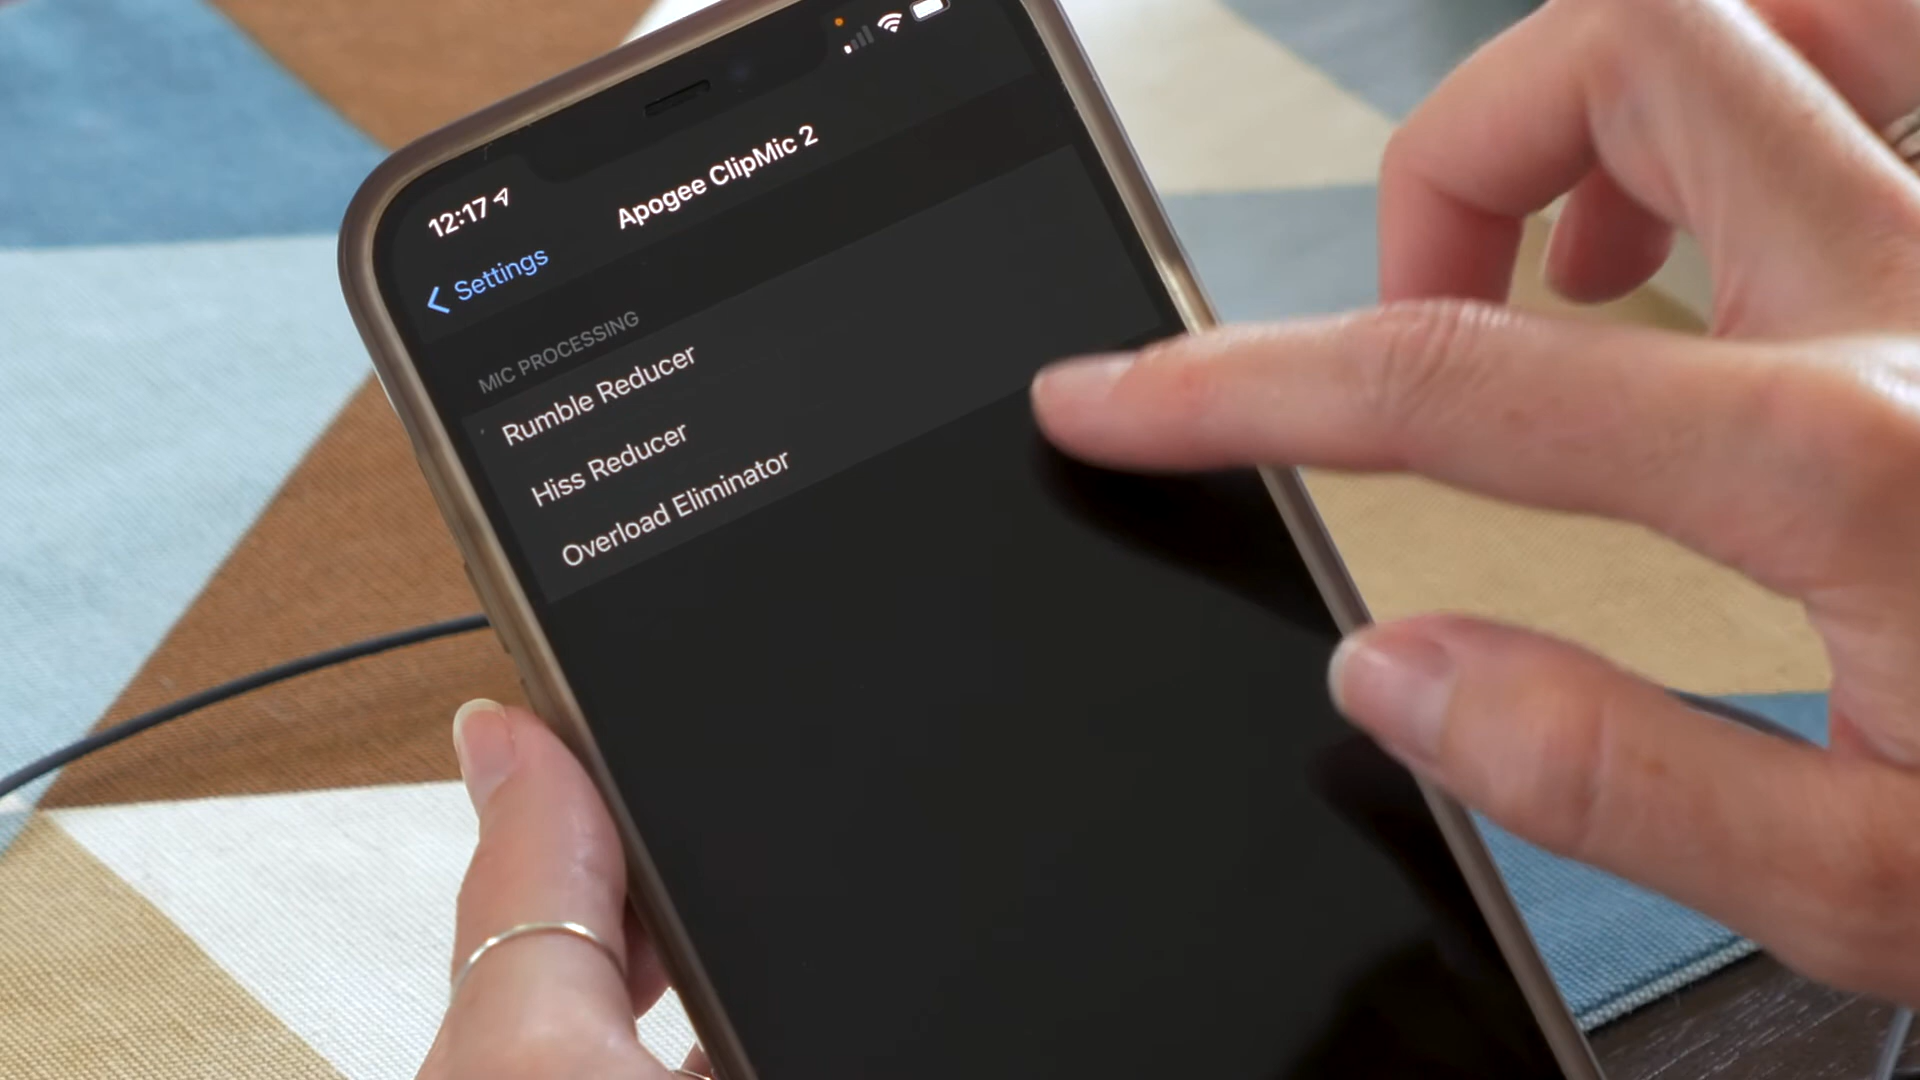 12:17
Apogee ClipMic 2
Settings
MIC PROCESSING
Rumble Reducer
Hiss Reducer
Overload Eliminator